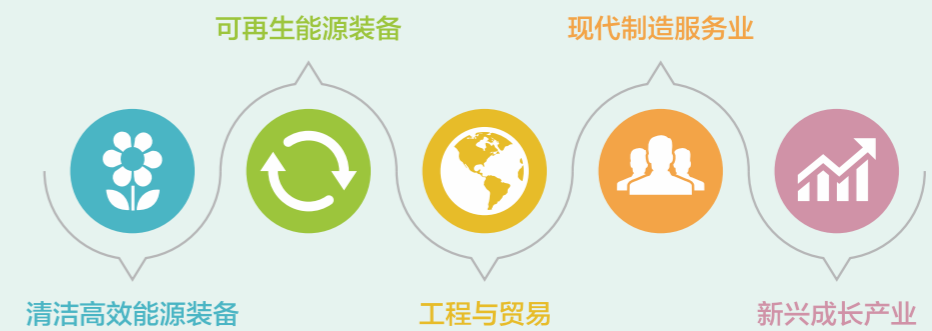 可再生能源装备
现代制造服务业
清洁高效能源装备
工程与贸易
新兴成长产业